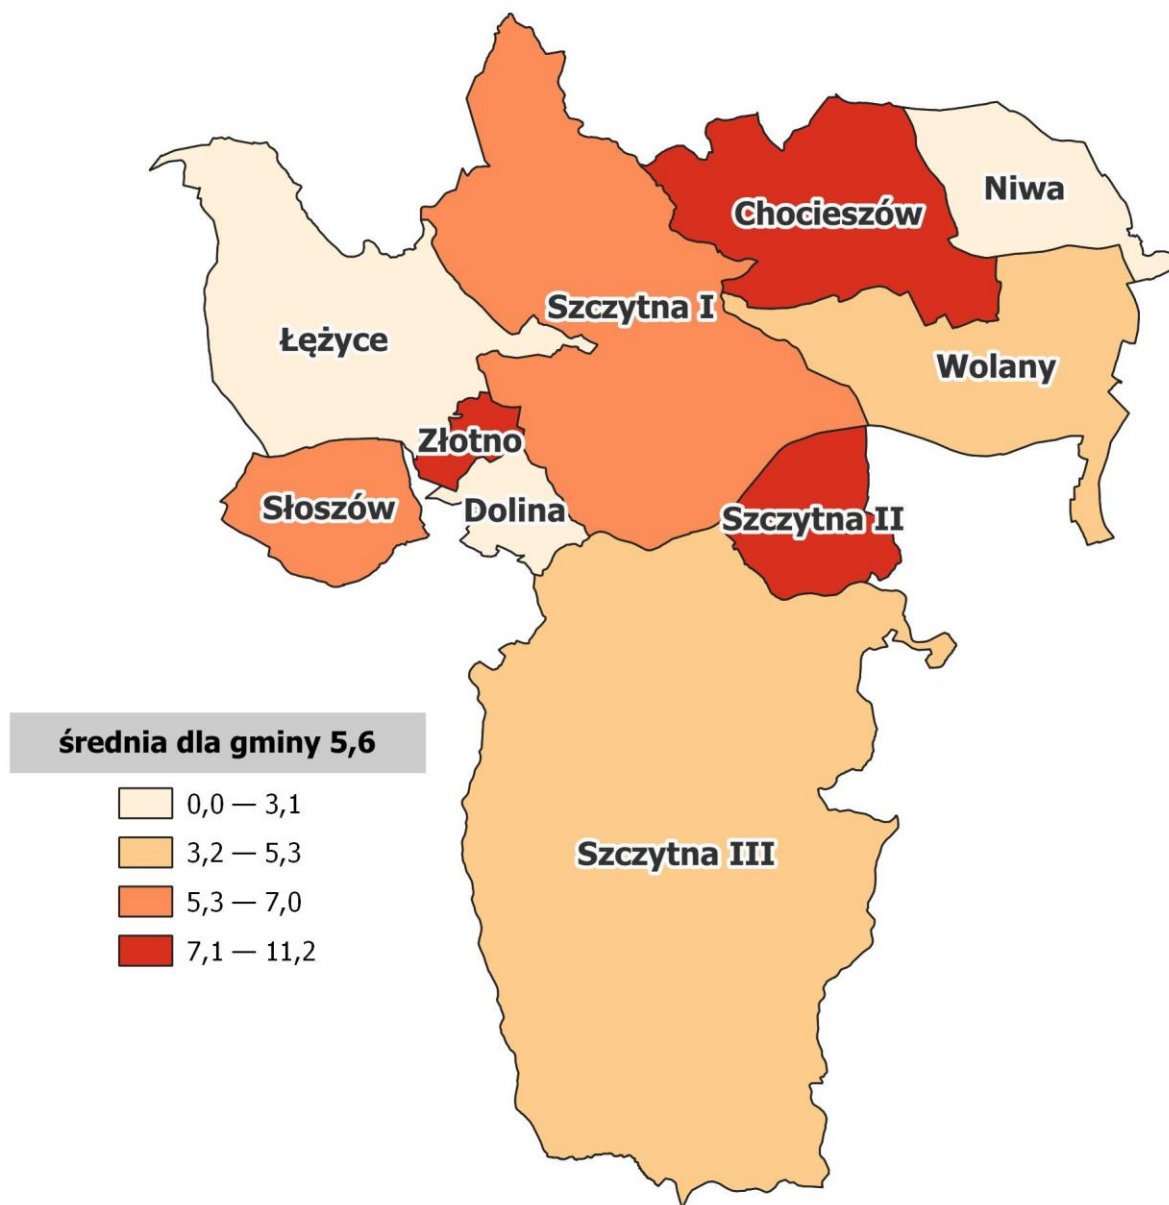 Niwa
Chocieszów
Szczytna I
Łężyce
Wolany
Złotno
Słoszów
Dolina
Szczytna II
średnia dla gminy 5,6
0,0 — 3,1
3,2 — 5,3
5,3 — 7,0
7,1 — 11,2
Szczytna III